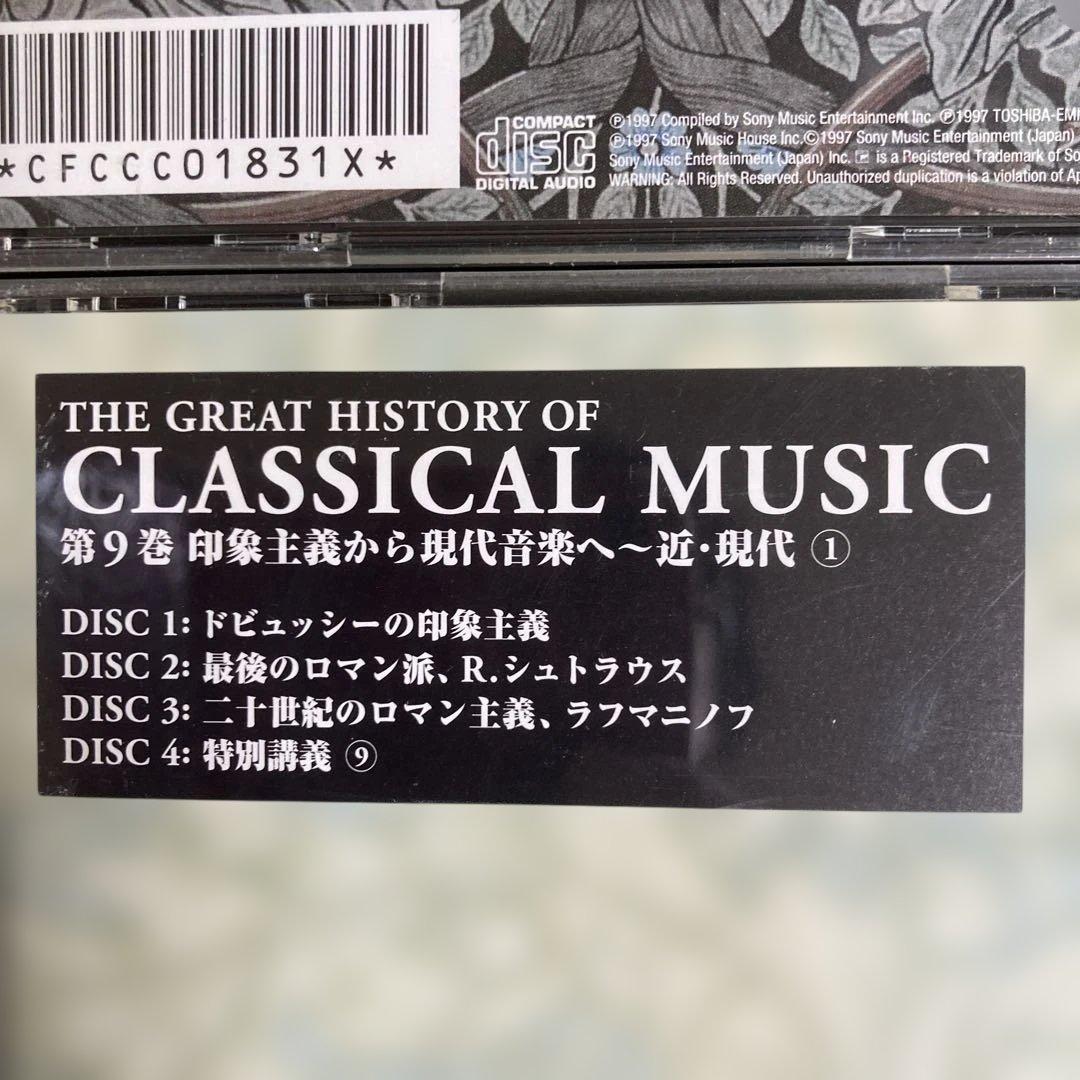 *CFCCC01831X*
COMPACT
disc
DIGITAL AUDIO
℗1997 Compiled by Sony Music Entertainment Inc. ℗1997 TOSHIBA-EMI
℗1997 Sony Music House Inc.©1997 Sony Music Entertainment (Japan)
Sony Music Entertainment (Japan) Inc. is a Registered Trademark of
WARNING: All Rights Reserved. Unauthorized duplication is a violation of
THE GREAT HISTORY OF
CLASSICAL MUSIC
第9巻 印象主義から現代音楽へ〜近・現代 ①
DISC 1: ドビュッシーの印象主義
DISC 2: 最後のロマン派、R.シュトラウス
DISC 3: 二十世紀のロマン主義、ラフマニノフ
DISC 4: 特別講義 ⑨